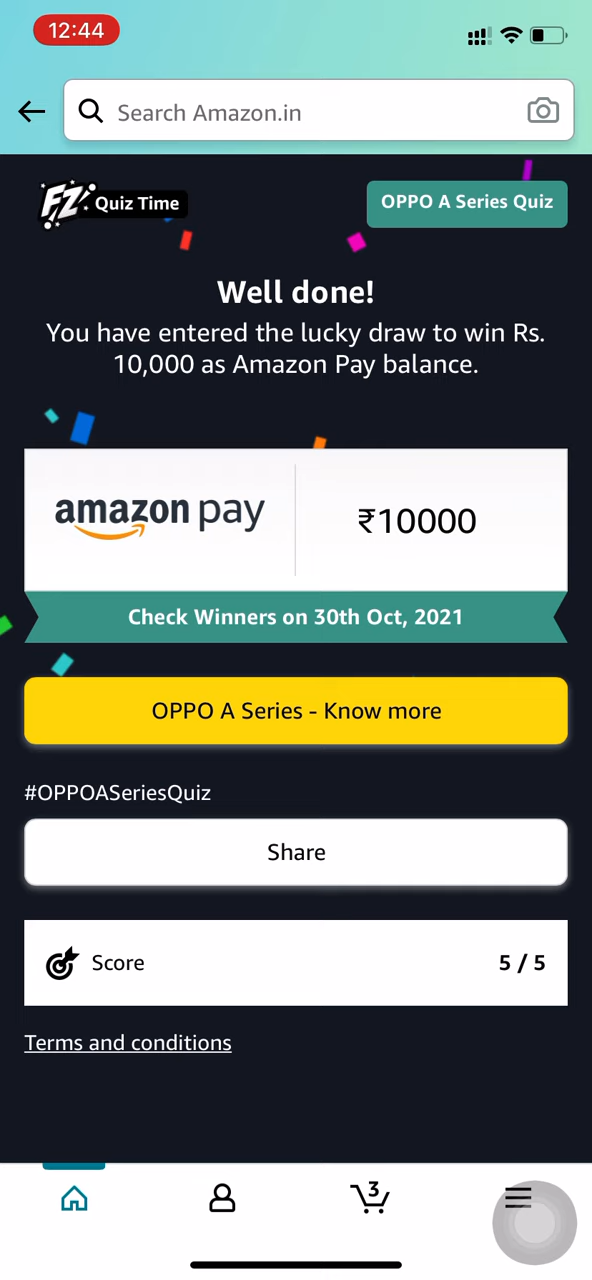 12:44
Search Amazon.in
FZ Quiz Time
OPPO A Series Quiz
Well done!
You have entered the lucky draw to win Rs.
10,000 as Amazon Pay balance.
amazon pay
₹10000
Check Winners on 30th Oct, 2021
OPPO A Series - Know more
#OPPOASeriesQuiz
Share
Score
5 / 5
Terms and conditions
3